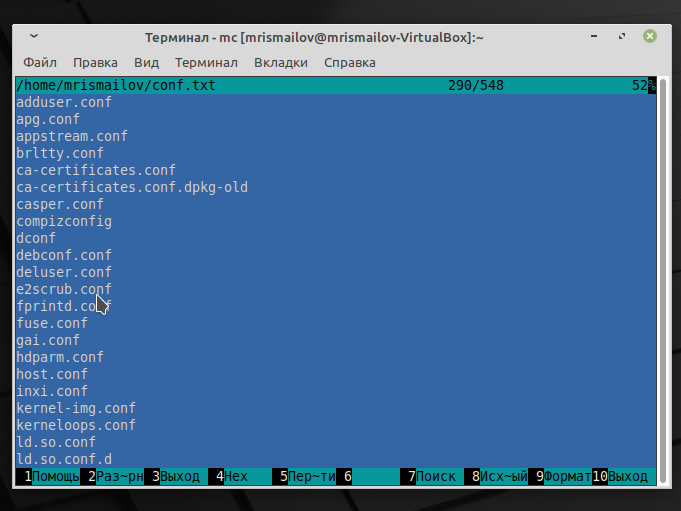 Терминал - mc [mrismailov@mrismailov-VirtualBox]:~
Файл Правка Вид Терминал Вкладки Справка
/home/mrismailov/conf.txt 290/548 52%
adduser.conf
apg.conf
appstream.conf
brltty.conf
ca-certificates.conf
ca-certificates.conf.dpkg-old
casper.conf
compizconfig
dconf
debconf.conf
deluser.conf
e2scrub.conf
fprintd.conf
fuse.conf
gai.conf
hdparm.conf
host.conf
inxi.conf
kernel-img.conf
kerneloops.conf
ld.so.conf
ld.so.conf.d
1Помощь 2Раз~рн 3Выход 4Hex 5Пер~ти 6 7Поиск 8Исх~ый 9Формат 10Выход